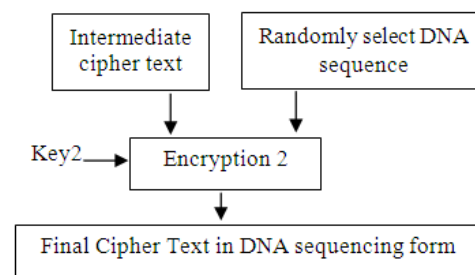 Intermediate
cipher text
Randomly select DNA
sequence
Key2
Encryption 2
Final Cipher Text in DNA sequencing form